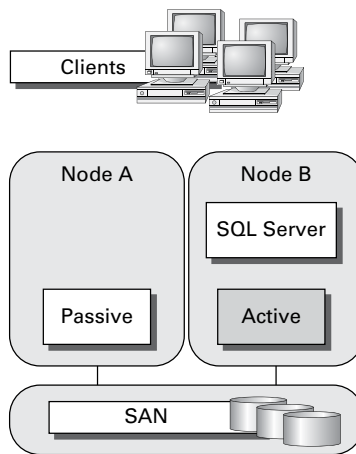 Clients
Node A
Node B
SQL Server
Passive
Active
SAN